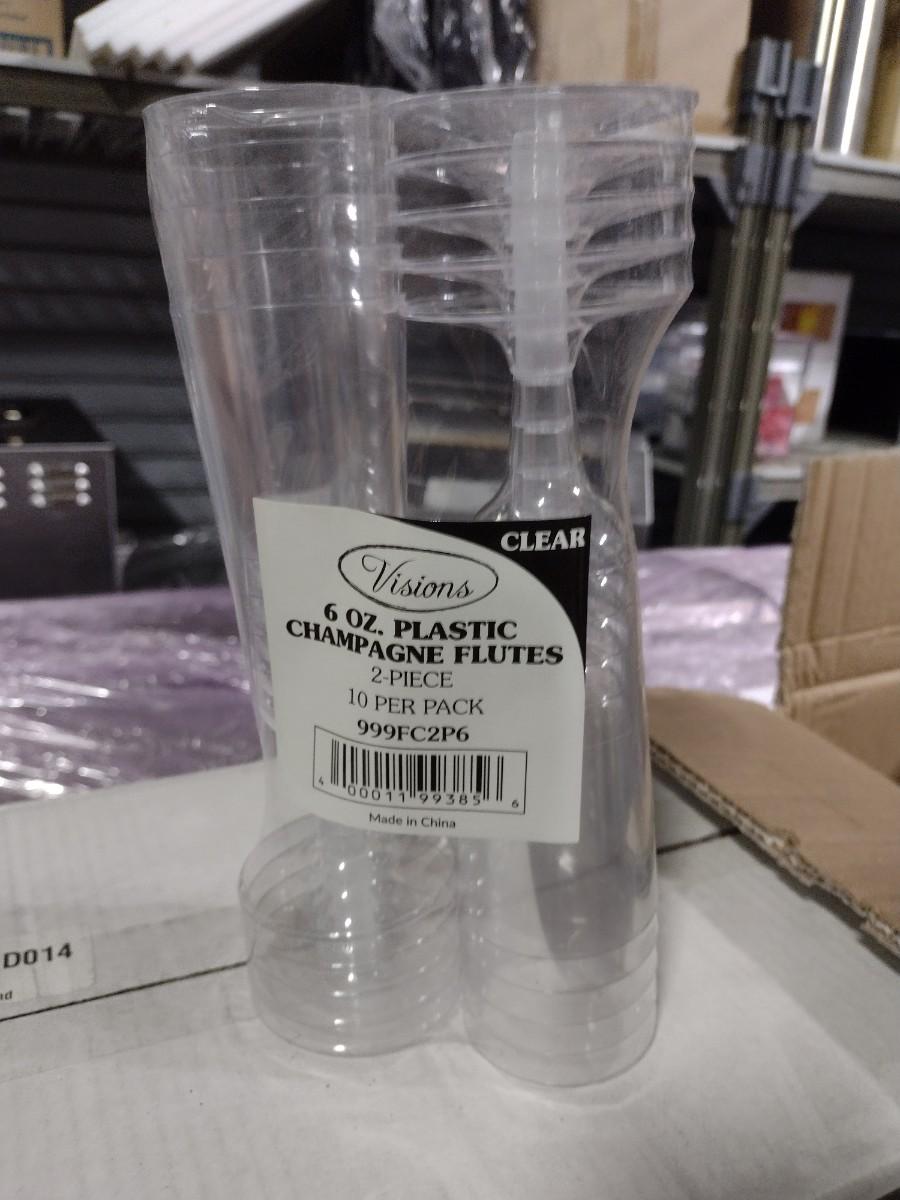 CLEAR
Visions
6 OZ. PLASTIC
CHAMPAGNE FLUTES
2-PIECE
10 PER PACK
999FC2P6
4 00011 99385 6
Made in China
D014